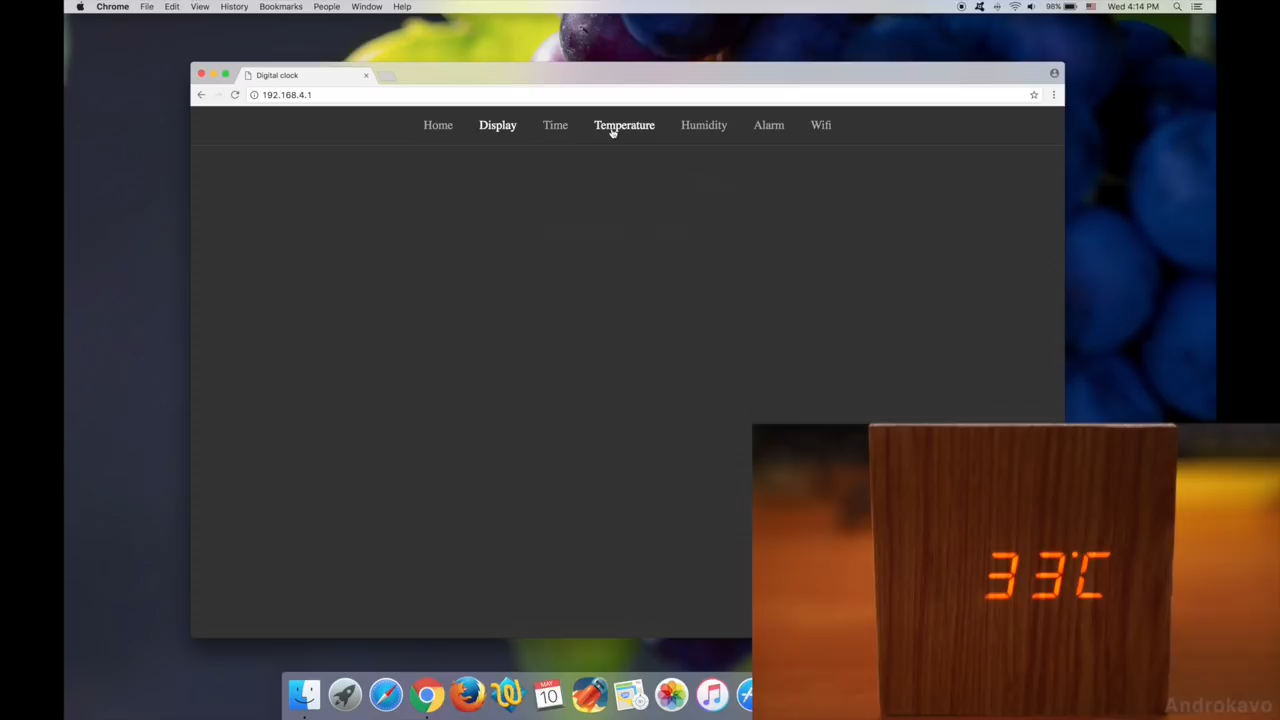 Chrome File Edit View History Bookmarks People Window Help 98% Wed 4:14 PM
Digital clock
192.168.4.1
Home Display Time Temperature Humidity Alarm Wifi
33°C
MAY
10
Androkavo